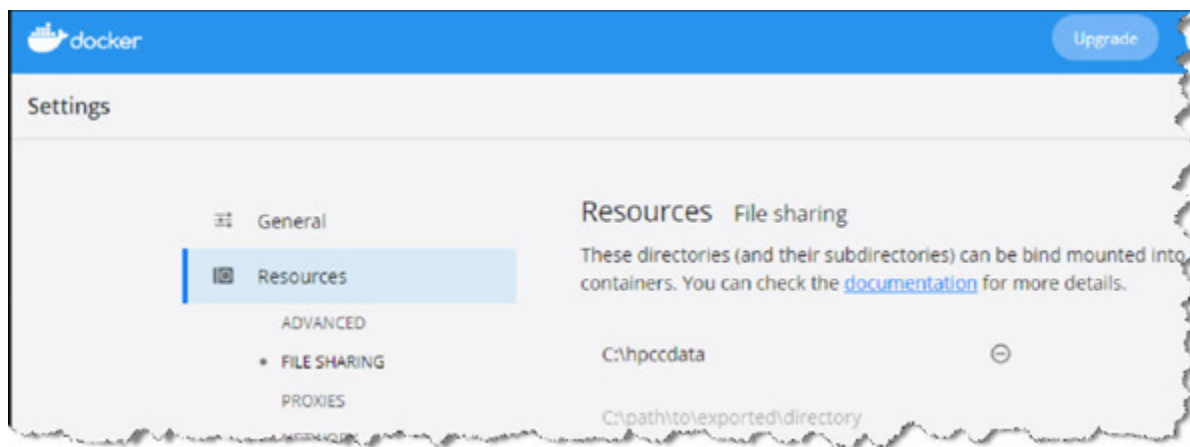 docker
Upgrade
Settings
General
Resources
ADVANCED
FILE SHARING
PROXIES
NETWORK
Resources File sharing
These directories (and their subdirectories) can be bind mounted into
containers. You can check the documentation for more details.
C:\hpccdata
C:\path\to\exported\directory